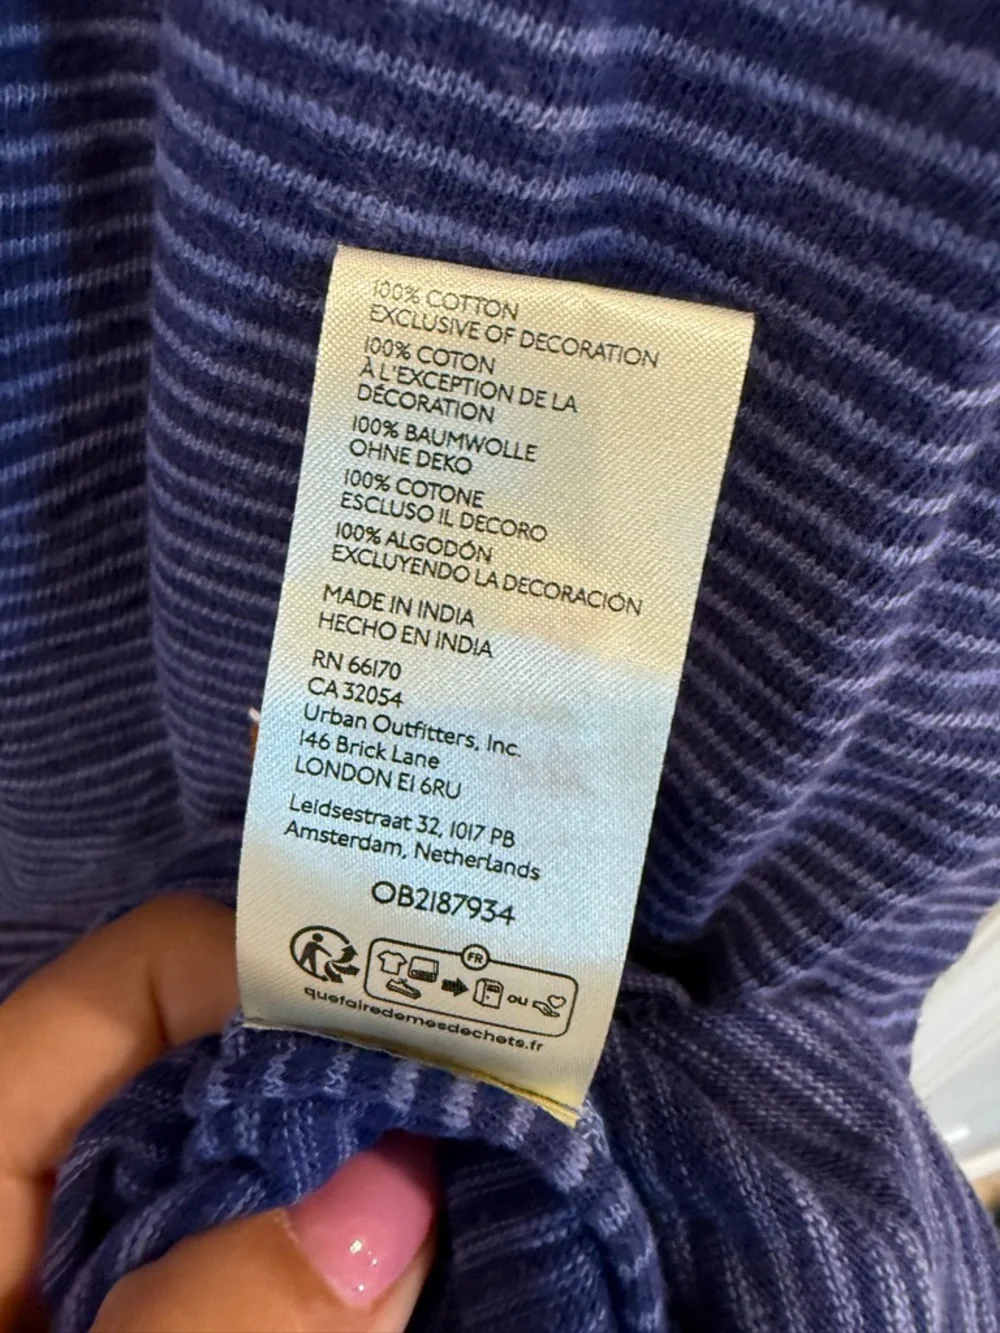 100% COTTON
EXCLUSIVE OF DECORATION
100% COTON
À L'EXCEPTION DE LA
DÉCORATION
100% BAUMWOLLE
OHNE DEKO
100% COTONE
ESCLUSO IL DECORO
100% ALGODÓN
EXCLUYENDO LA DECORACIÓN
MADE IN INDIA
HECHO EN INDIA
RN 66170
CA 32054
Urban Outfitters, Inc.
146 Brick Lane
LONDON E1 6RU
Leidsestraat 32, 1017 PB
Amsterdam, Netherlands
OB2187934
FR
ou
quefairedemesdechets.fr